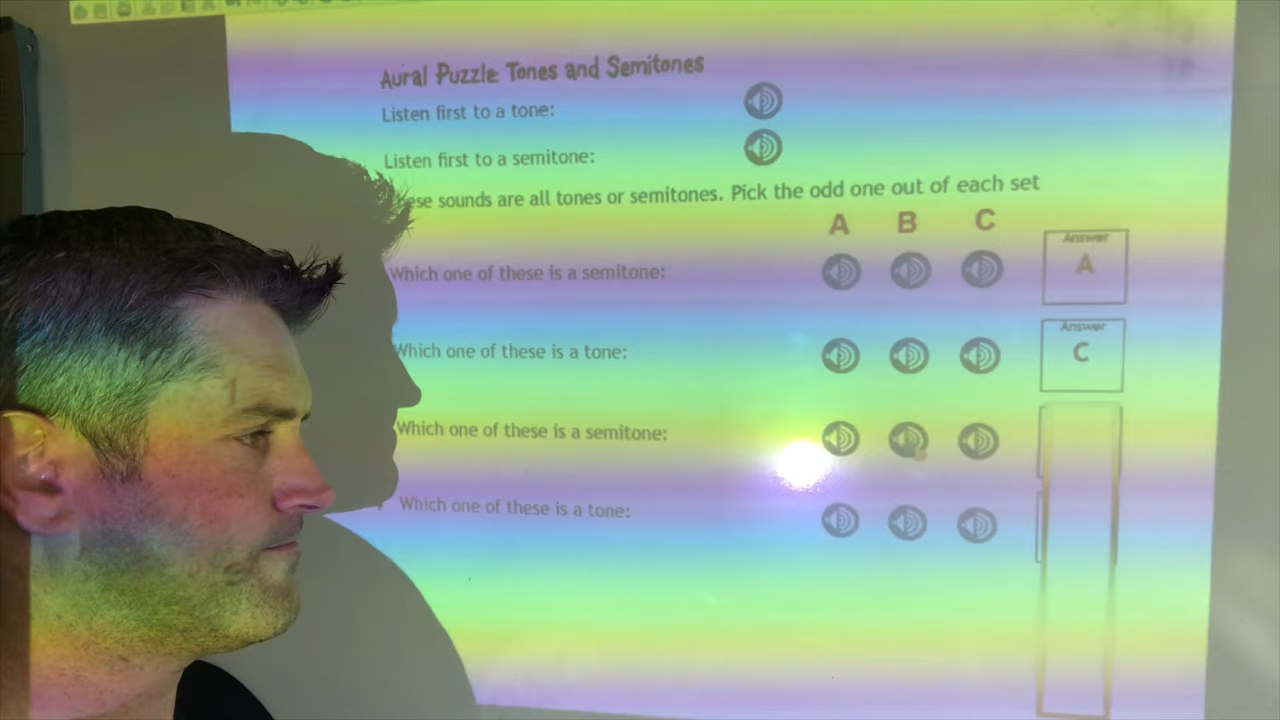 Aural Puzzle: Tones and Semitones
Listen first to a tone:
Listen first to a semitone:
ese sounds are all tones or semitones. Pick the odd one out of each set
A B C
Which one of these is a semitone:
Answer
A
Which one of these is a tone:
Answer
C
Which one of these is a semitone:
Which one of these is a tone: